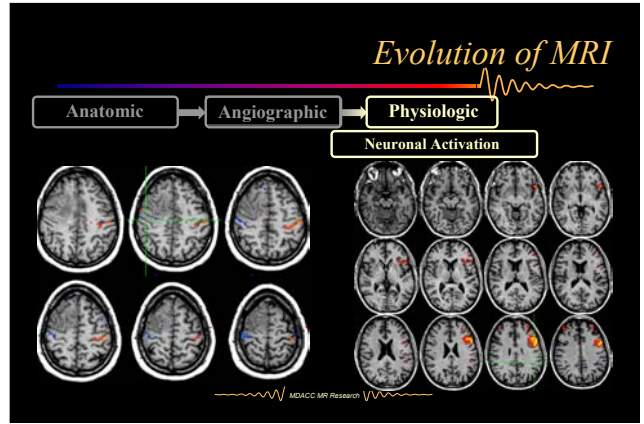 Evolution of MRI
Anatomic
Angiographic
Physiologic
Neuronal Activation
MDACC MR Research